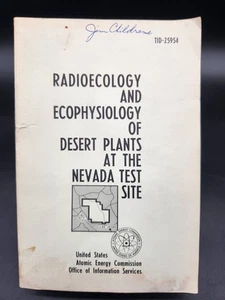 Jim Childress
TID-25954
RADIOECOLOGY
AND
ECOPHYSIOLOGY
OF
DESERT PLANTS
AT THE
NEVADA TEST
SITE
United States
Atomic Energy Commission
Office of Information Services